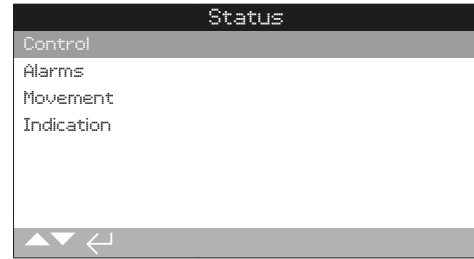 Status
Control
Alarms
Movement
Indication